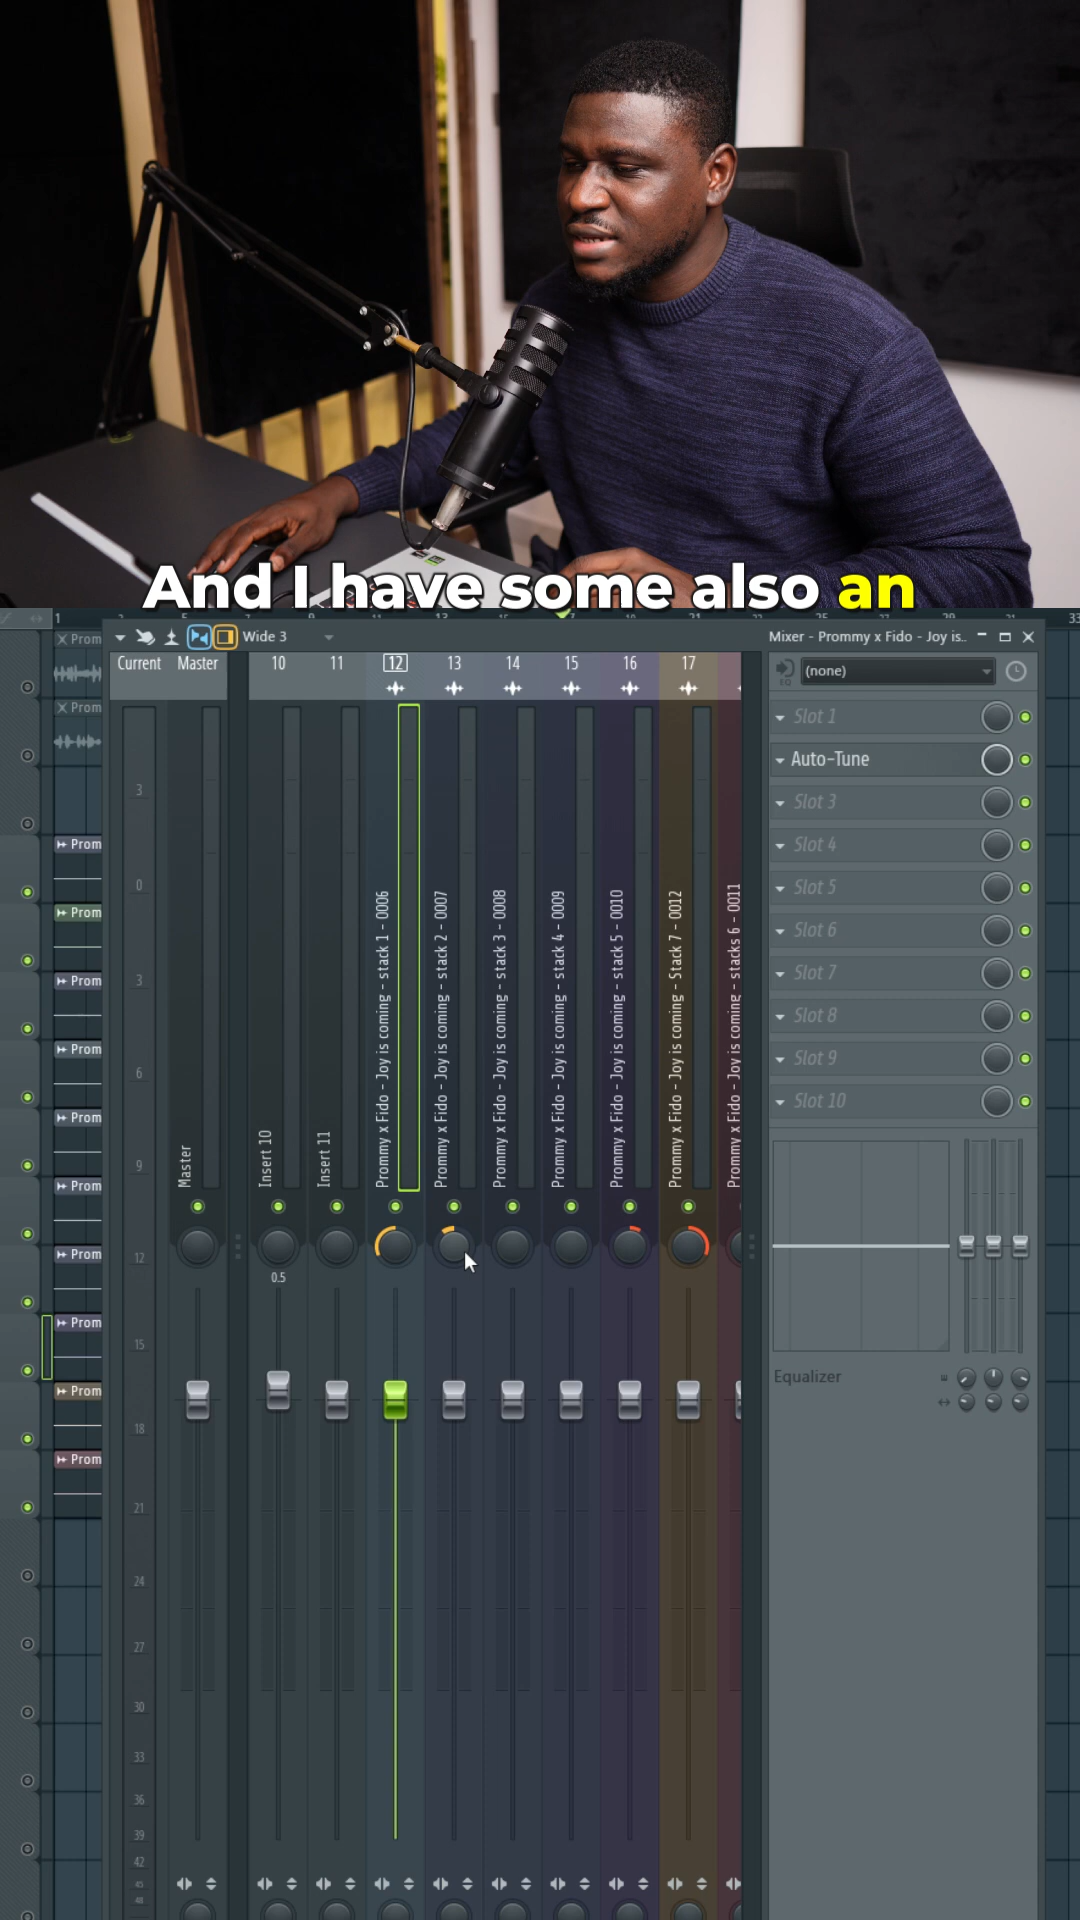 And I have some also an
1
33
Wide 3
Mixer - Prommy x Fido - Joy is..
Current
Master
10
11
12
13
14
15
16
17
(none)
Slot 1
Auto-Tune
Slot 3
Slot 4
Slot 5
Slot 6
Slot 7
Slot 8
Slot 9
Slot 10
Equalizer
Prom
Prom
Prom
Prom
Prom
Prom
Prom
Prom
Prom
Prom
Prom
Prom
3
0
3
6
9
12
15
18
21
24
27
30
33
36
39
42
Master
Insert 10
Insert 11
Prommy x Fido - Joy is coming - stack 1 - 0006
Prommy x Fido - Joy is coming - stack 2 - 0007
Prommy x Fido - Joy is coming - stack 3 - 0008
Prommy x Fido - Joy is coming - stack 4 - 0009
Prommy x Fido - Joy is coming - stack 5 - 0010
Prommy x Fido - Joy is coming - Stack 7 - 0012
Prommy x Fido - Joy is coming - stacks 6 - 0011
0.5